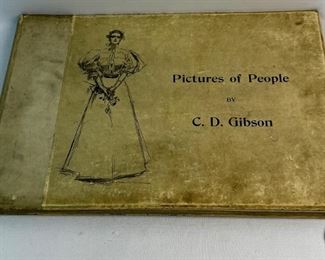 Pictures of People
BY
C. D. Gibson